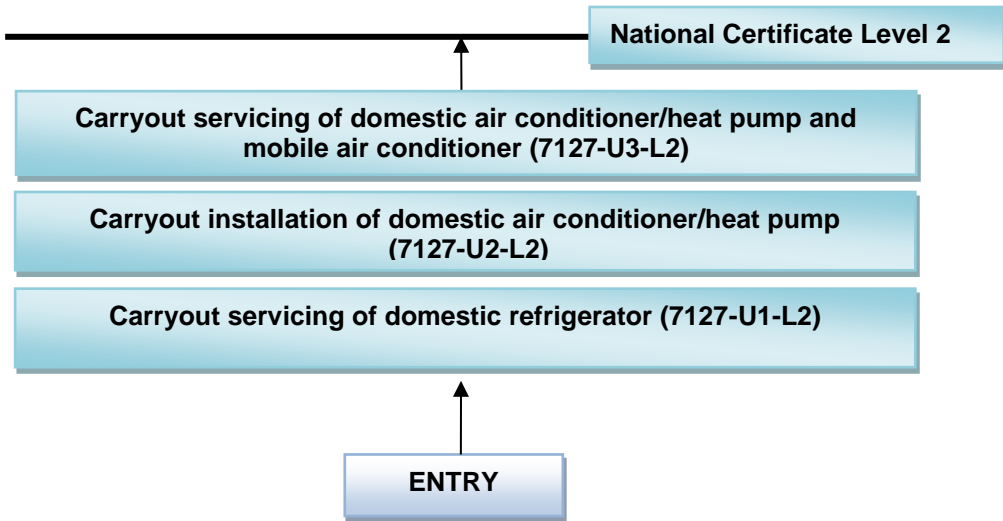 National Certificate Level 2
Carryout servicing of domestic air conditioner/heat pump and
mobile air conditioner (7127-U3-L2)
Carryout installation of domestic air conditioner/heat pump
(7127-U2-L2)
Carryout servicing of domestic refrigerator (7127-U1-L2)
ENTRY